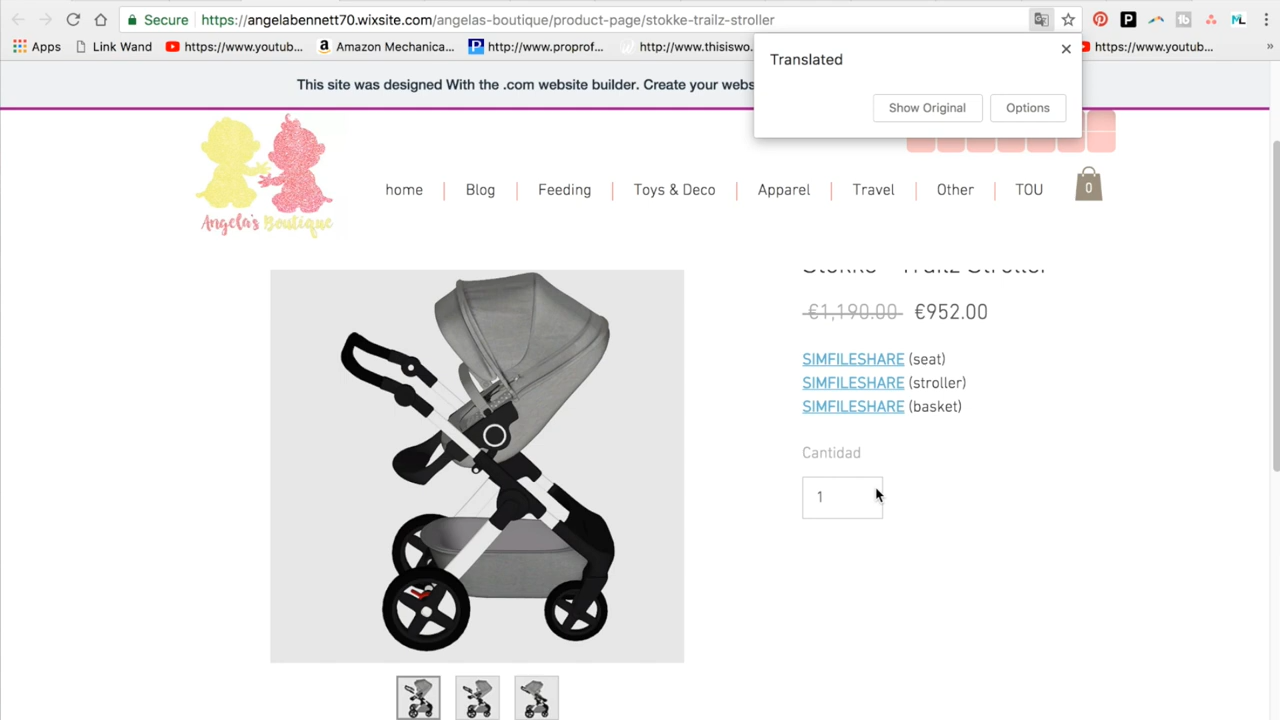 Secure https://angelabennett70.wixsite.com/angelas-boutique/product-page/stokke-trailz-stroller
Apps Link Wand https://www.youtub... Amazon Mechanica... http://www.proprof... http://www.thisiswo... https://www.youtub...
Translated
Show Original Options
This site was designed With the .com website builder. Create your webs
Angela's Boutique
home Blog Feeding Toys & Deco Apparel Travel Other TOU 0
Stokke - Trailz Stroller
€1,190.00 €952.00
SIMFILESHARE (seat)
SIMFILESHARE (stroller)
SIMFILESHARE (basket)
Cantidad
1